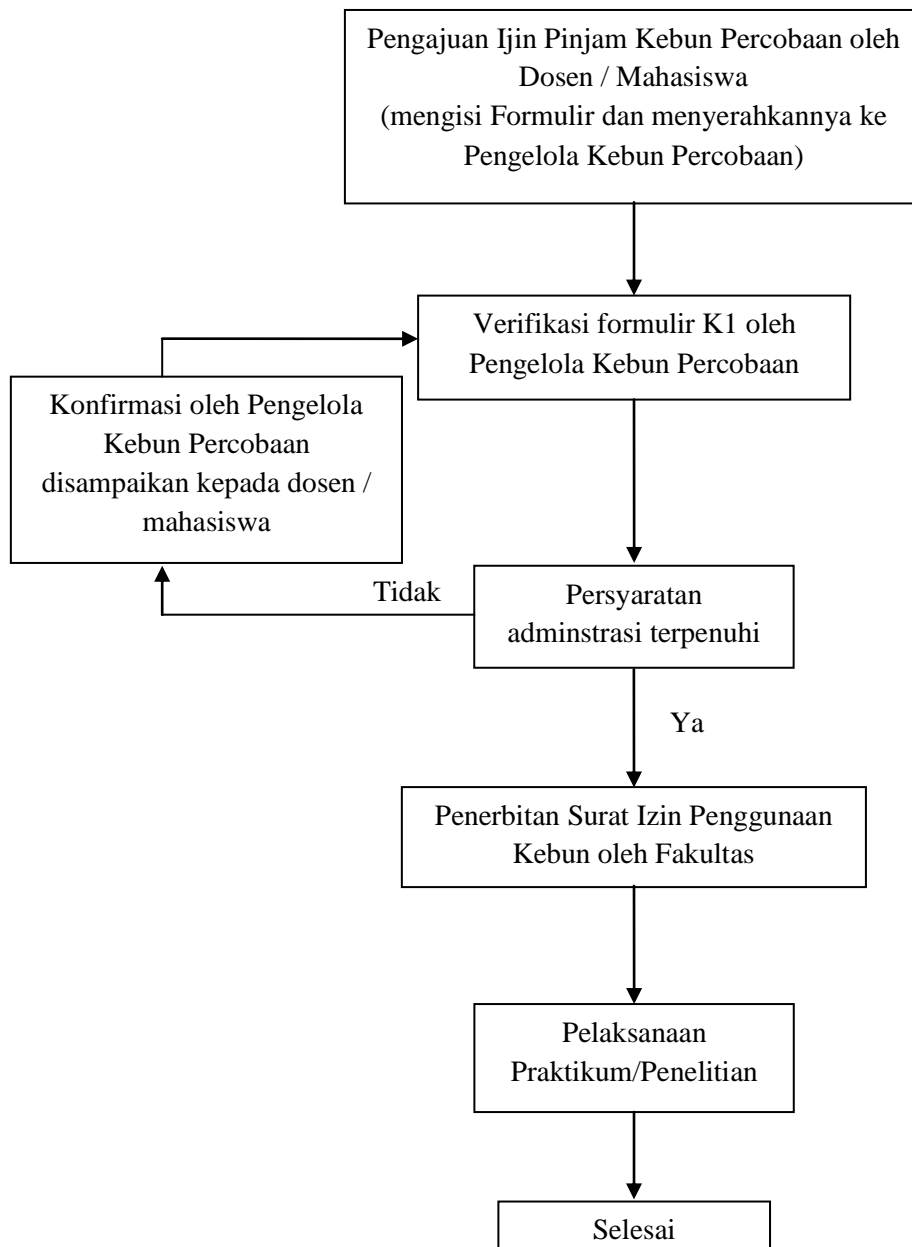 Pengajuan Ijin Pinjam Kebun Percobaan oleh
Dosen / Mahasiswa
(mengisi Formulir dan menyerahkannya ke
Pengelola Kebun Percobaan)
Verifikasi formulir K1 oleh
Pengelola Kebun Percobaan
Konfirmasi oleh Pengelola
Kebun Percobaan
disampaikan kepada dosen /
mahasiswa
Tidak
Persyaratan
adminstrasi terpenuhi
Ya
Penerbitan Surat Izin Penggunaan
Kebun oleh Fakultas
Pelaksanaan
Praktikum/Penelitian
Selesai